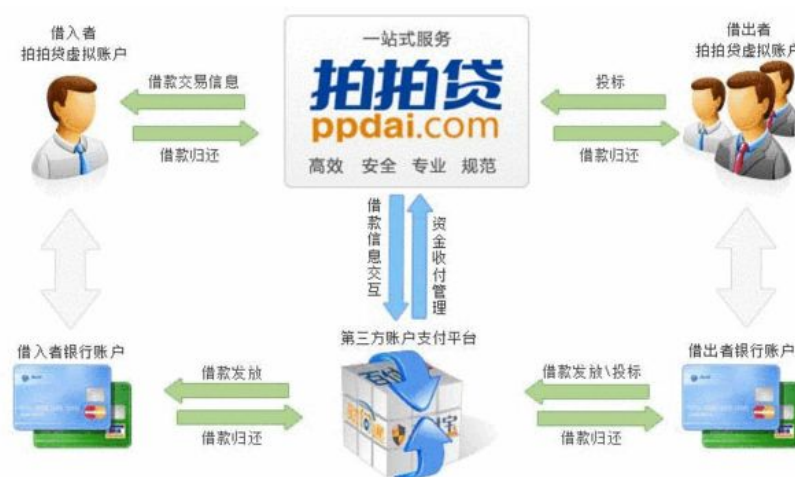 借入者
拍拍贷虚拟账户
一站式服务
借出者
拍拍贷虚拟账户
借款交易信息
拍拍贷
投标
ppdai.com
借款归还
借款归还
高效 安全 专业 规范
借款信息交互
资金收付管理
借入者银行账户
第三方账户支付平台
借出者银行账户
借款发放
借款发放\投标
借款归还
借款归还